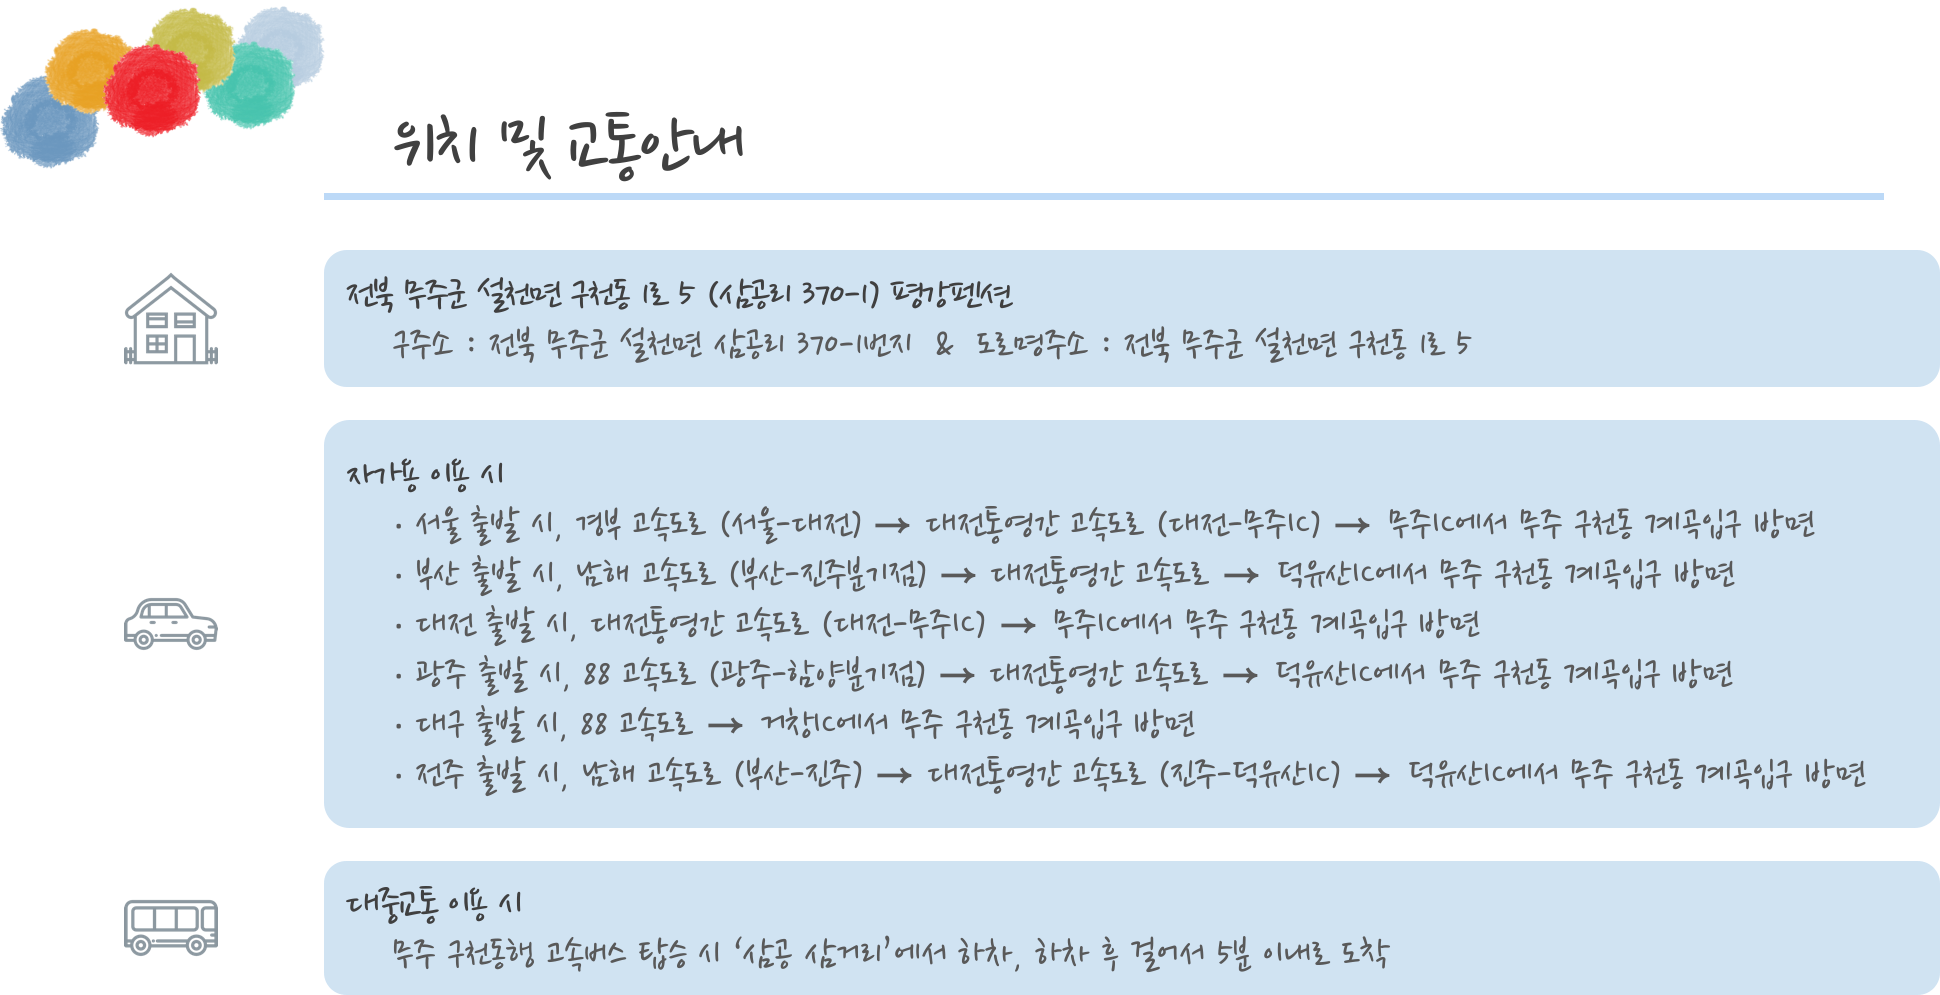 위치 및 교통안내
전북 무주군 설천면 구천동 1로 5 (삼공리 370-1) 평강펜션
구주소 : 전북 무주군 설천면 삼공리 370-1번지 & 도로명주소 : 전북 무주군 설천면 구천동 1로 5
자가용 이용 시
· 서울 출발 시, 경부 고속도로 (서울-대전) → 대전통영간 고속도로 (대전-무주IC) → 무주IC에서 무주 구천동 계곡입구 방면
· 부산 출발 시, 남해 고속도로 (부산-진주분기점) → 대전통영간 고속도로 → 덕유산IC에서 무주 구천동 계곡입구 방면
· 대전 출발 시, 대전통영간 고속도로 (대전-무주IC) → 무주IC에서 무주 구천동 계곡입구 방면
· 광주 출발 시, 88 고속도로 (광주-함양분기점) → 대전통영간 고속도로 → 덕유산IC에서 무주 구천동 계곡입구 방면
· 대구 출발 시, 88 고속도로 → 거창IC에서 무주 구천동 계곡입구 방면
· 전주 출발 시, 남해 고속도로 (부산-진주) → 대전통영간 고속도로 (진주-덕유산IC) → 덕유산IC에서 무주 구천동 계곡입구 방면
대중교통 이용 시
무주 구천동행 고속버스 탑승 시 ‘삼공 삼거리’에서 하차, 하차 후 걸어서 5분 이내로 도착